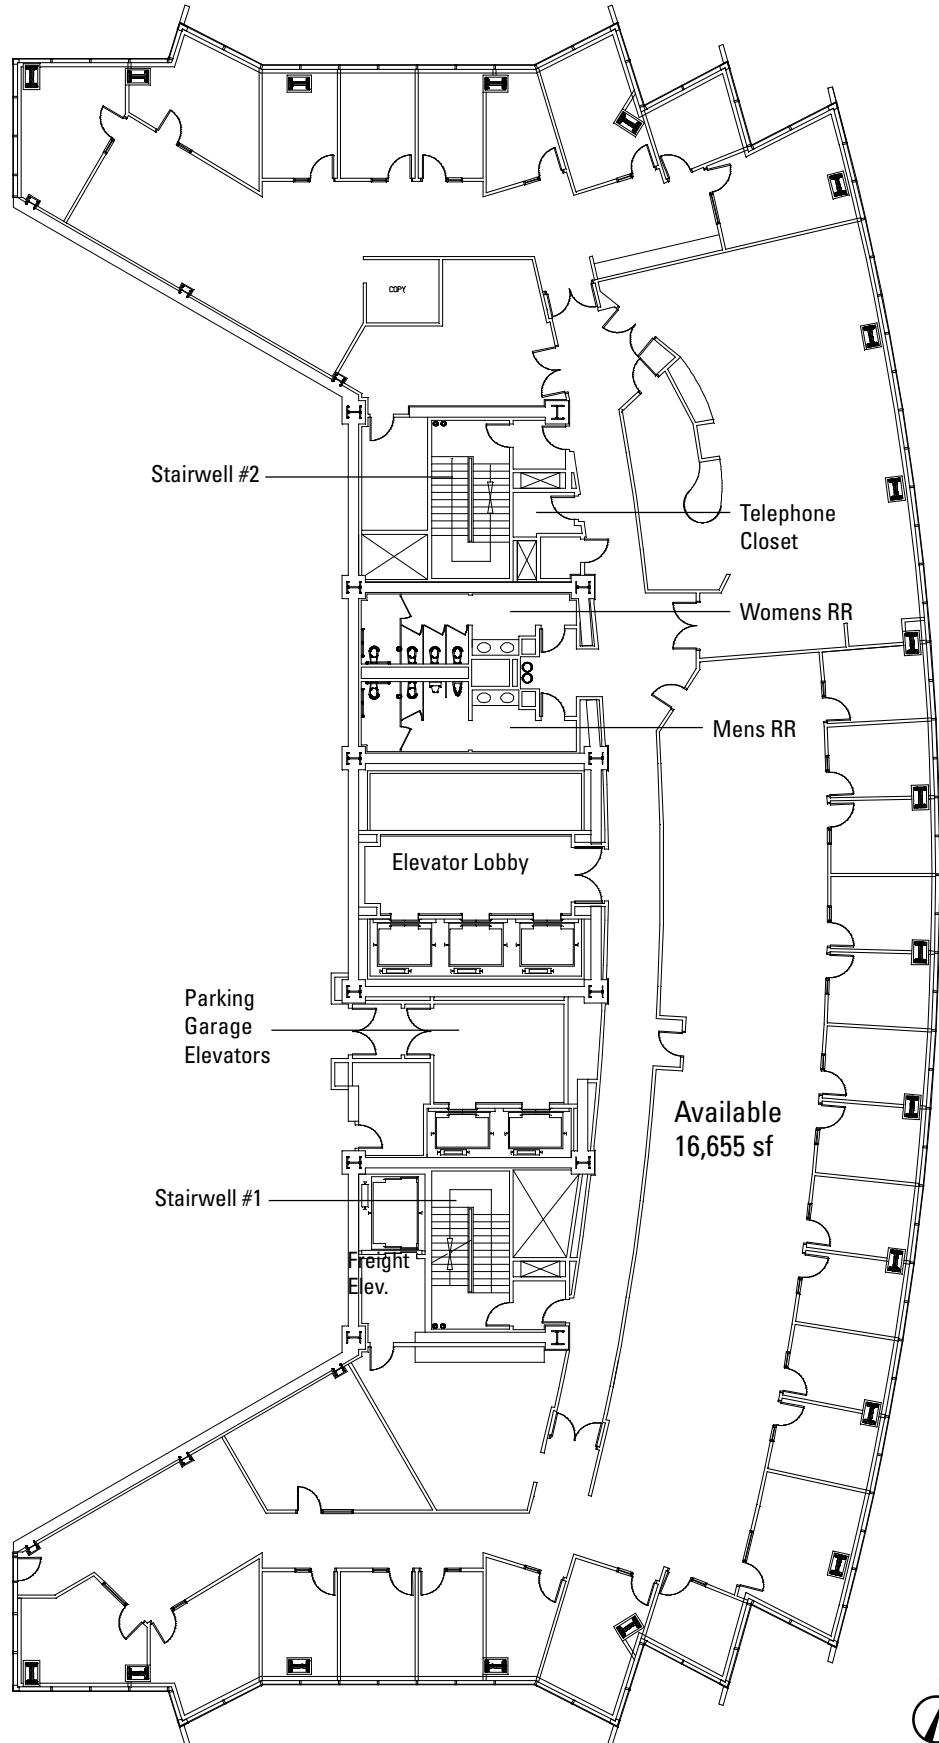 COPY
Stairwell #2
Telephone
Closet
Womens RR
Mens RR
Elevator Lobby
Parking
Garage
Elevators
Available
16,655 sf
Stairwell #1
Freight
Elev.